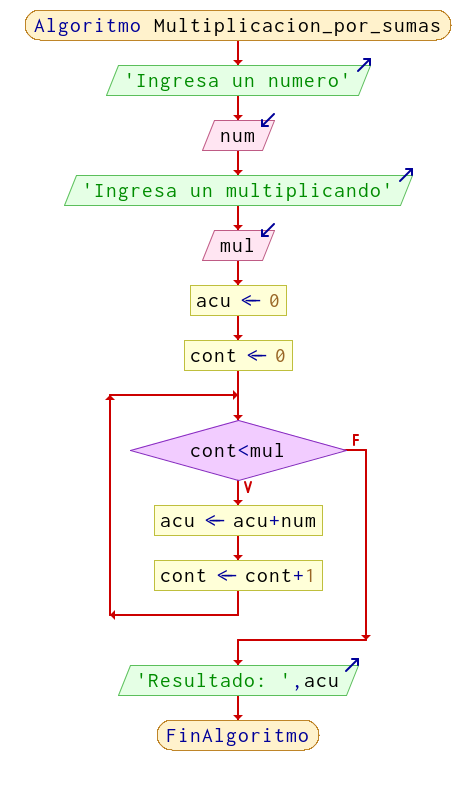 Algoritmo Multiplicacion_por_sumas
'Ingresa un numero'
num
'Ingresa un multiplicando'
mul
acu ← 0
cont ← 0
cont<mul
F
V
acu ← acu+num
cont ← cont+1
'Resultado: ',acu
FinAlgoritmo